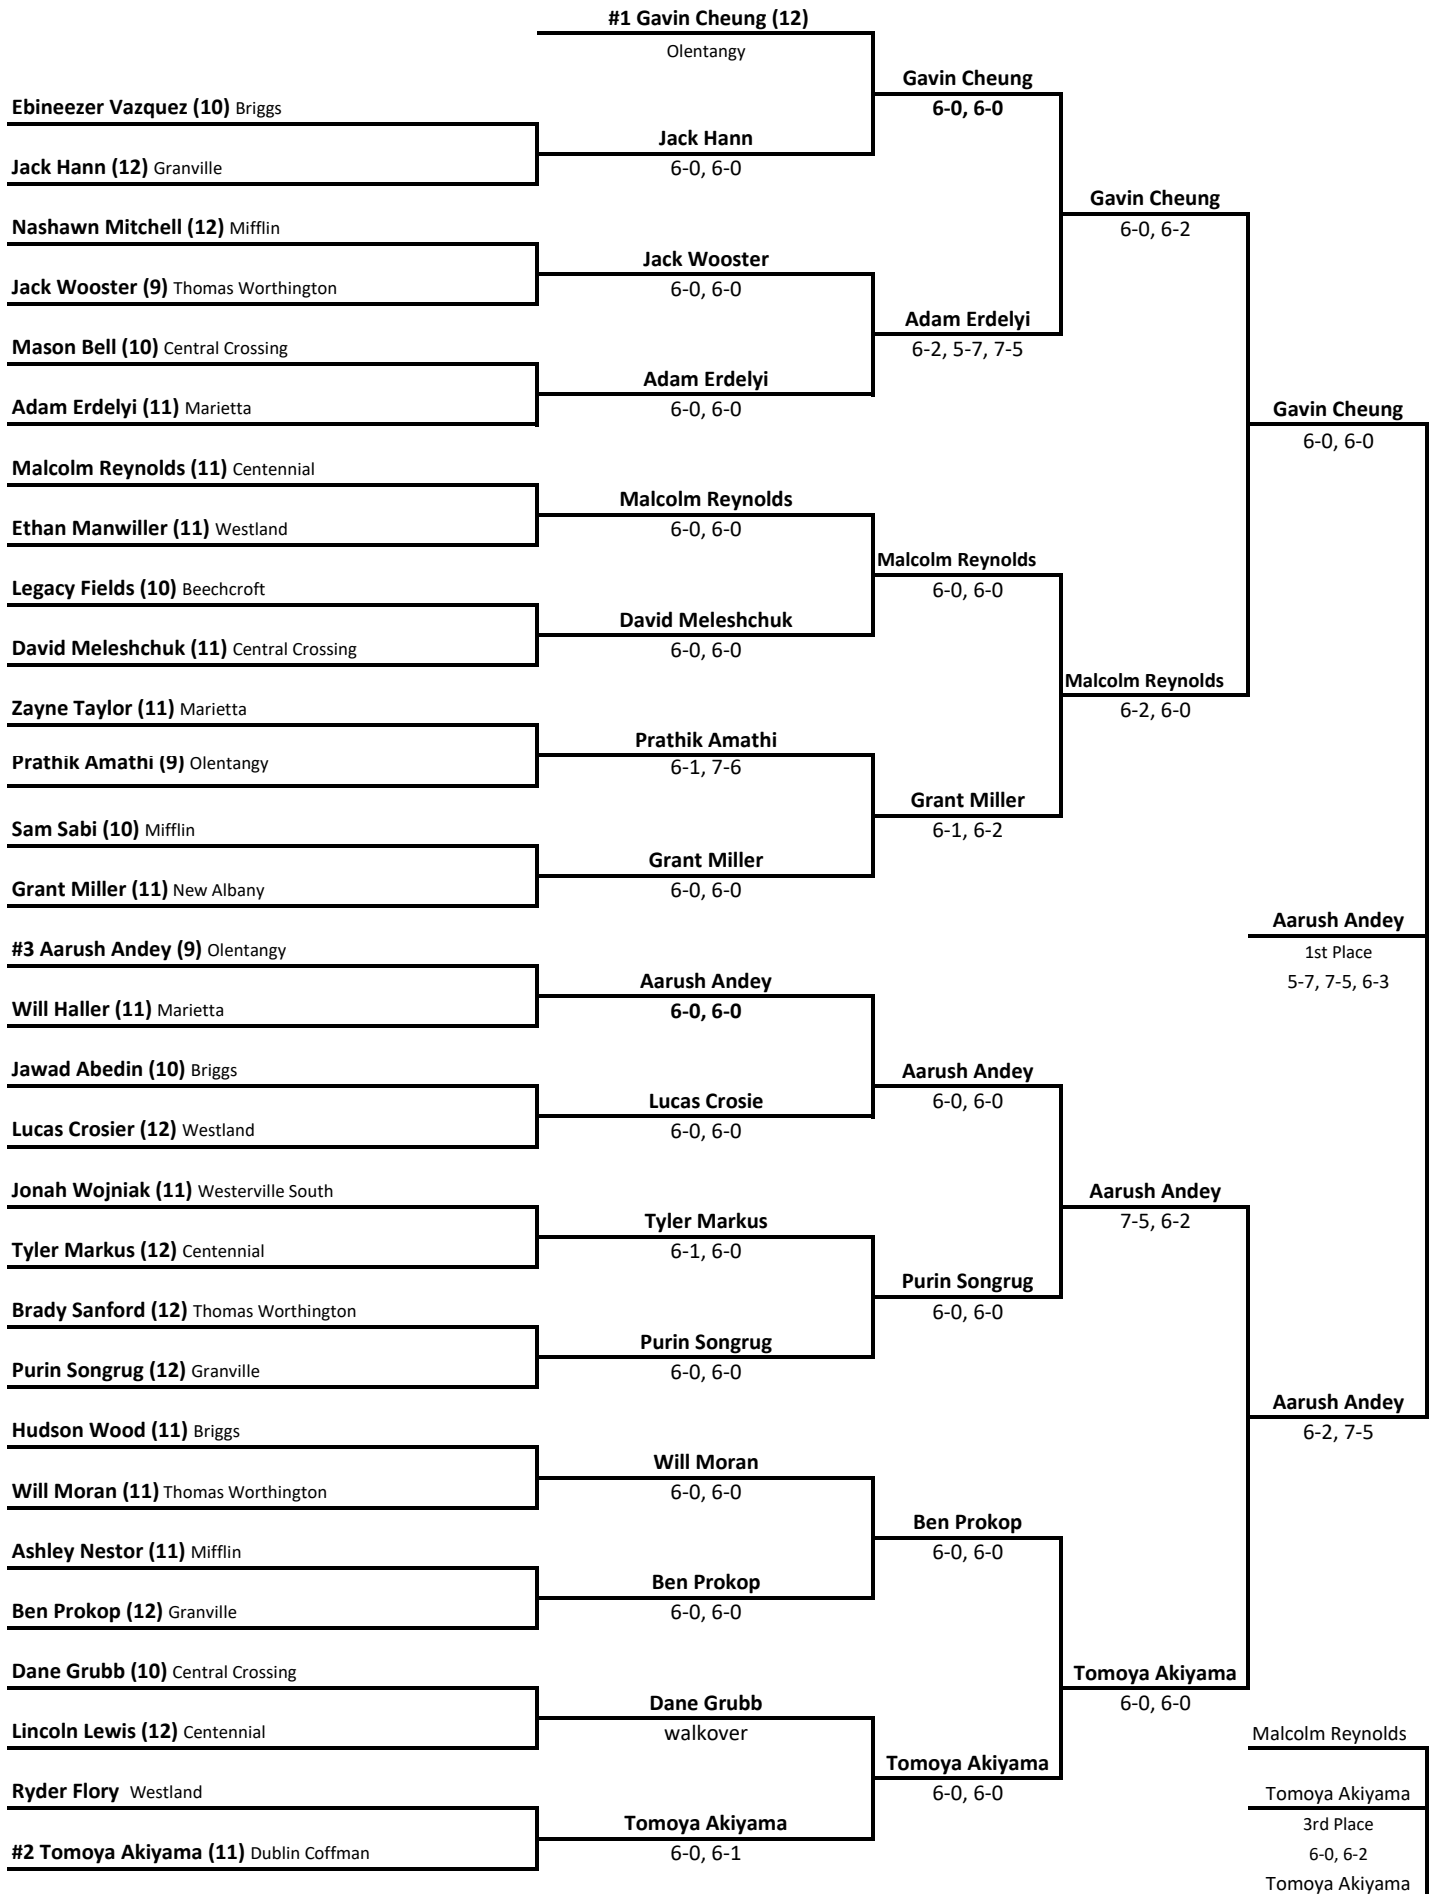 #1 Gavin Cheung (12)
Olentangy
Gavin Cheung
Ebineezer Vazquez (10) Briggs
6-0, 6-0
Jack Hann
Jack Hann (12) Granville
6-0, 6-0
Gavin Cheung
Nashawn Mitchell (12) Mifflin
6-0, 6-2
Jack Wooster
Jack Wooster (9) Thomas Worthington
6-0, 6-0
Adam Erdelyi
Mason Bell (10) Central Crossing
6-2, 5-7, 7-5
Adam Erdelyi
Adam Erdelyi (11) Marietta
6-0, 6-0
Gavin Cheung
6-0, 6-0
Malcolm Reynolds (11) Centennial
Malcolm Reynolds
Ethan Manwiller (11) Westland
6-0, 6-0
Malcolm Reynolds
Legacy Fields (10) Beechcroft
6-0, 6-0
David Meleshchuk
David Meleshchuk (11) Central Crossing
6-0, 6-0
Malcolm Reynolds
Zayne Taylor (11) Marietta
6-2, 6-0
Prathik Amathi
Prathik Amathi (9) Olentangy
6-1, 7-6
Grant Miller
Sam Sabi (10) Mifflin
6-1, 6-2
Grant Miller
Grant Miller (11) New Albany
6-0, 6-0
Aarush Andey
1st Place
5-7, 7-5, 6-3
#3 Aarush Andey (9) Olentangy
Aarush Andey
Will Haller (11) Marietta
6-0, 6-0
Jawad Abedin (10) Briggs
Aarush Andey
6-0, 6-0
Lucas Crosie
Lucas Crosier (12) Westland
6-0, 6-0
Jonah Wojniak (11) Westerville South
Aarush Andey
7-5, 6-2
Tyler Markus
Tyler Markus (12) Centennial
6-1, 6-0
Purin Songrug
Brady Sanford (12) Thomas Worthington
6-0, 6-0
Purin Songrug
Purin Songrug (12) Granville
6-0, 6-0
Aarush Andey
Hudson Wood (11) Briggs
6-2, 7-5
Will Moran
Will Moran (11) Thomas Worthington
6-0, 6-0
Ben Prokop
Ashley Nestor (11) Mifflin
6-0, 6-0
Ben Prokop
Ben Prokop (12) Granville
6-0, 6-0
Dane Grubb (10) Central Crossing
Tomoya Akiyama
6-0, 6-0
Dane Grubb
Lincoln Lewis (12) Centennial
walkover
Malcolm Reynolds
Tomoya Akiyama
Ryder Flory Westland
6-0, 6-0
Tomoya Akiyama
3rd Place
Tomoya Akiyama
#2 Tomoya Akiyama (11) Dublin Coffman
6-0, 6-1
6-0, 6-2
Tomoya Akiyama